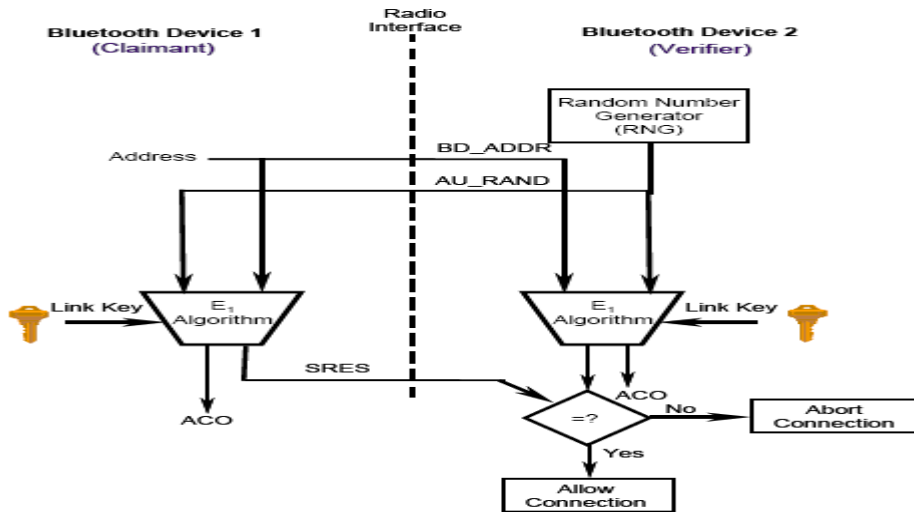 Radio
Interface
Bluetooth Device 1
(Claimant)
Bluetooth Device 2
(Verifier)
Random Number
Generator
(RNG)
Address
BD_ADDR
AU_RAND
Link Key
E1
Algorithm
E1
Algorithm
Link Key
SRES
ACO
ACO
=?
No
Abort
Connection
Yes
Allow
Connection